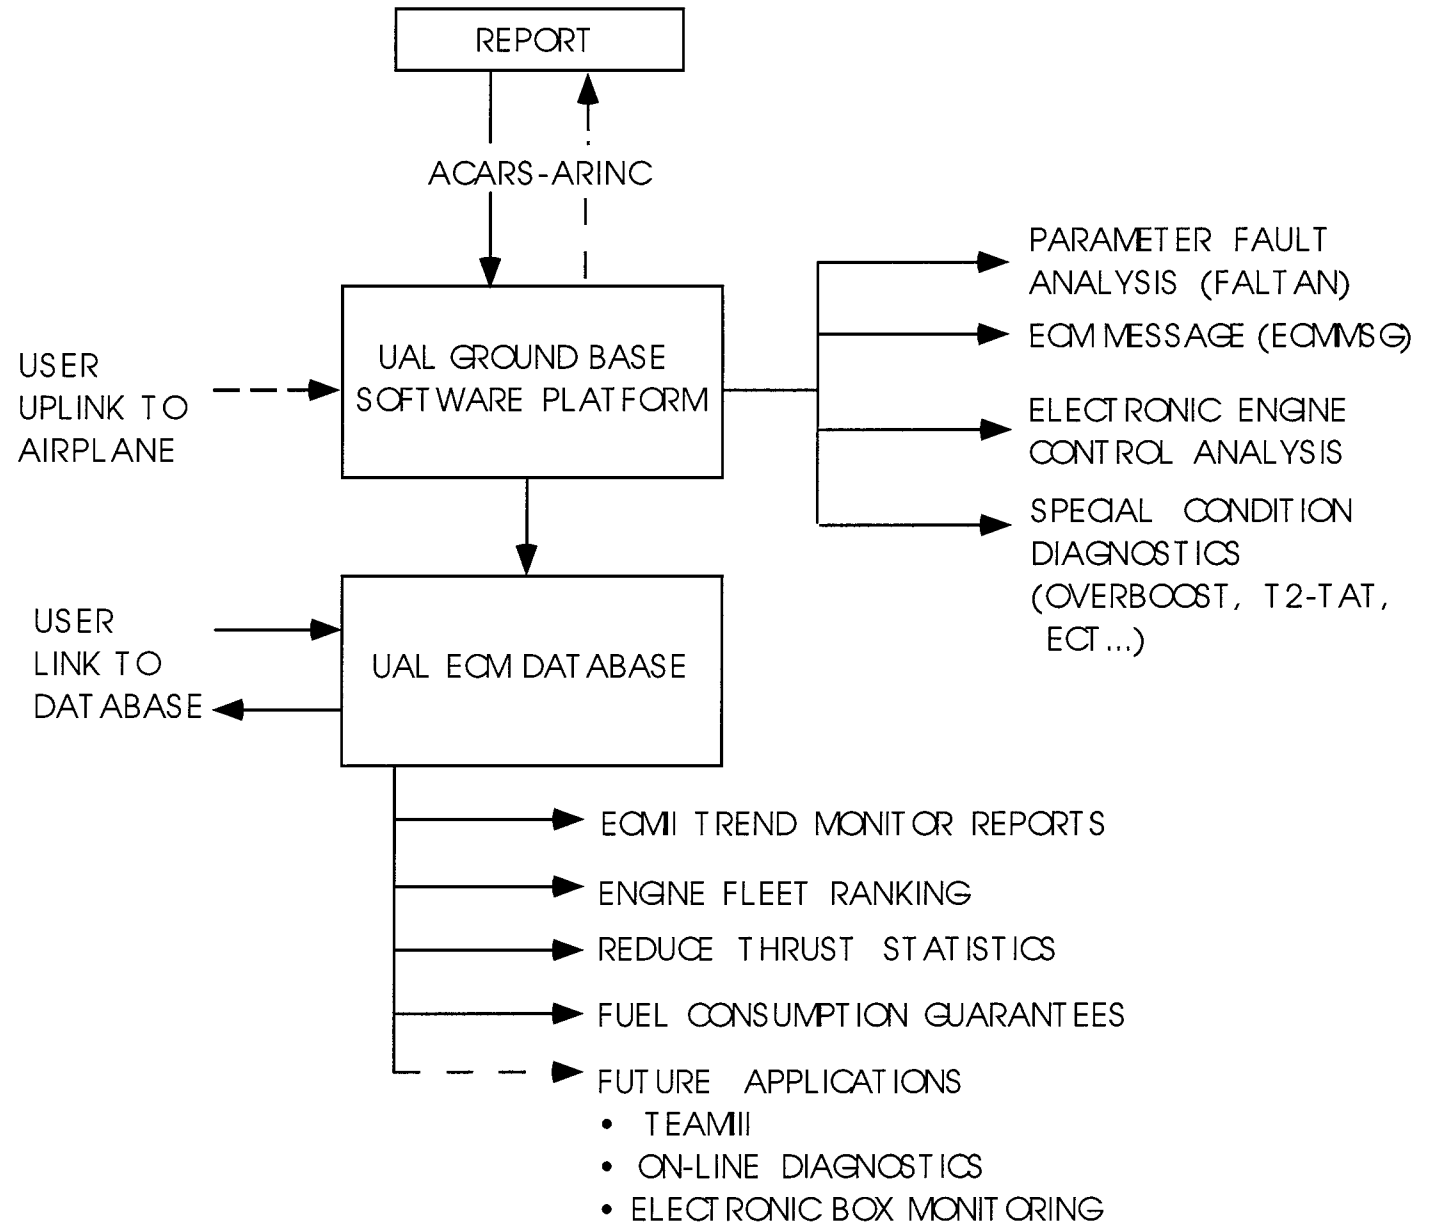 REPORT
ACARS-ARINC
PARAMETER FAULT
ANALYSIS (FALTAN)
ECM MESSAGE (ECMMSG)
ELECTRONIC ENGINE
CONTROL ANALYSIS
SPECIAL CONDITION
DIAGNOSTICS
(OVERBOOST, T2-TAT,
ECT...)
USER
UPLINK TO
AIRPLANE
UAL GROUND BASE
SOFTWARE PLATFORM
USER
LINK TO
DATABASE
UAL ECM DATABASE
ECMII TREND MONITOR REPORTS
ENGINE FLEET RANKING
REDUCE THRUST STATISTICS
FUEL CONSUMPTION GUARANTEES
FUTURE APPLICATIONS
• TEAMIII
• ON-LINE DIAGNOSTICS
• ELECTRONIC BOX MONITORING